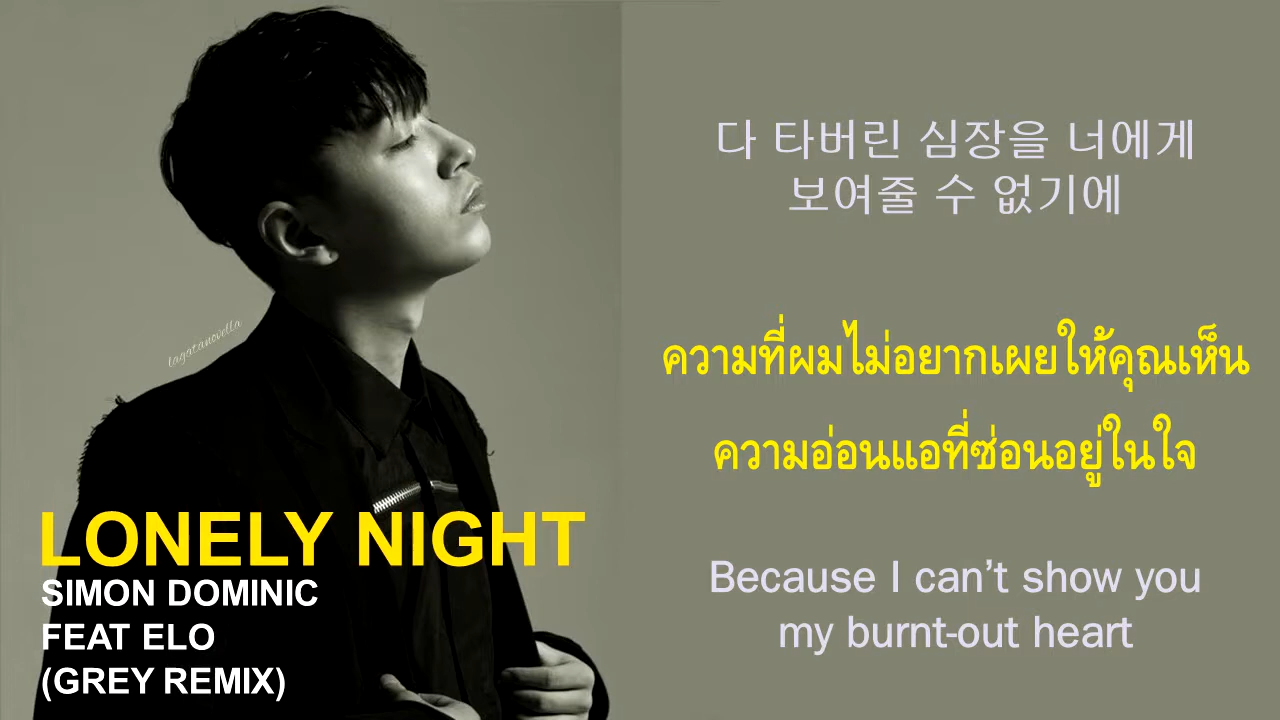 다 타버린 심장을 너에게
보여줄 수 없기에
ความที่ผมไม่อยากเผยให้คุณเห็น
ความอ่อนแอที่ซ่อนอยู่ในใจ
Because I can’t show you
my burnt-out heart
lagatanovella
LONELY NIGHT
SIMON DOMINIC
FEAT ELO
(GREY REMIX)